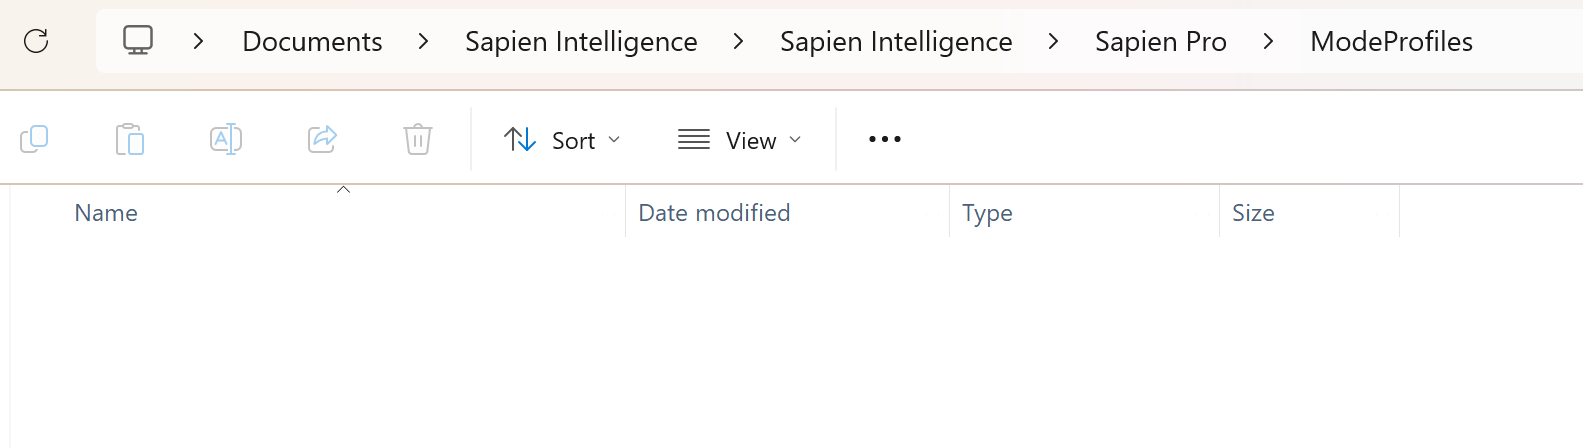 Documents > Sapien Intelligence > Sapien Intelligence > Sapien Pro > ModeProfiles
Sort View
Name Date modified Type Size